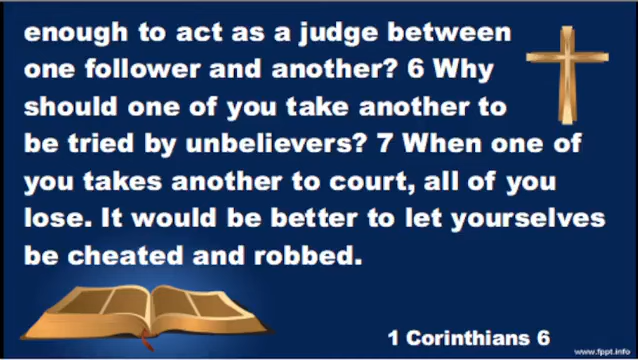 enough to act as a judge between
one follower and another? 6 Why
should one of you take another to
be tried by unbelievers? 7 When one of
you takes another to court, all of you
lose. It would be better to let yourselves
be cheated and robbed.
1 Corinthians 6
www.fppt.info